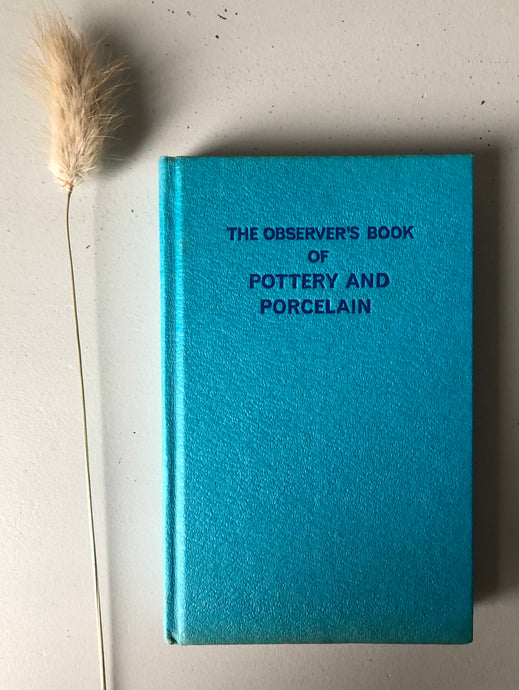 THE OBSERVER'S BOOK
OF
POTTERY AND
PORCELAIN